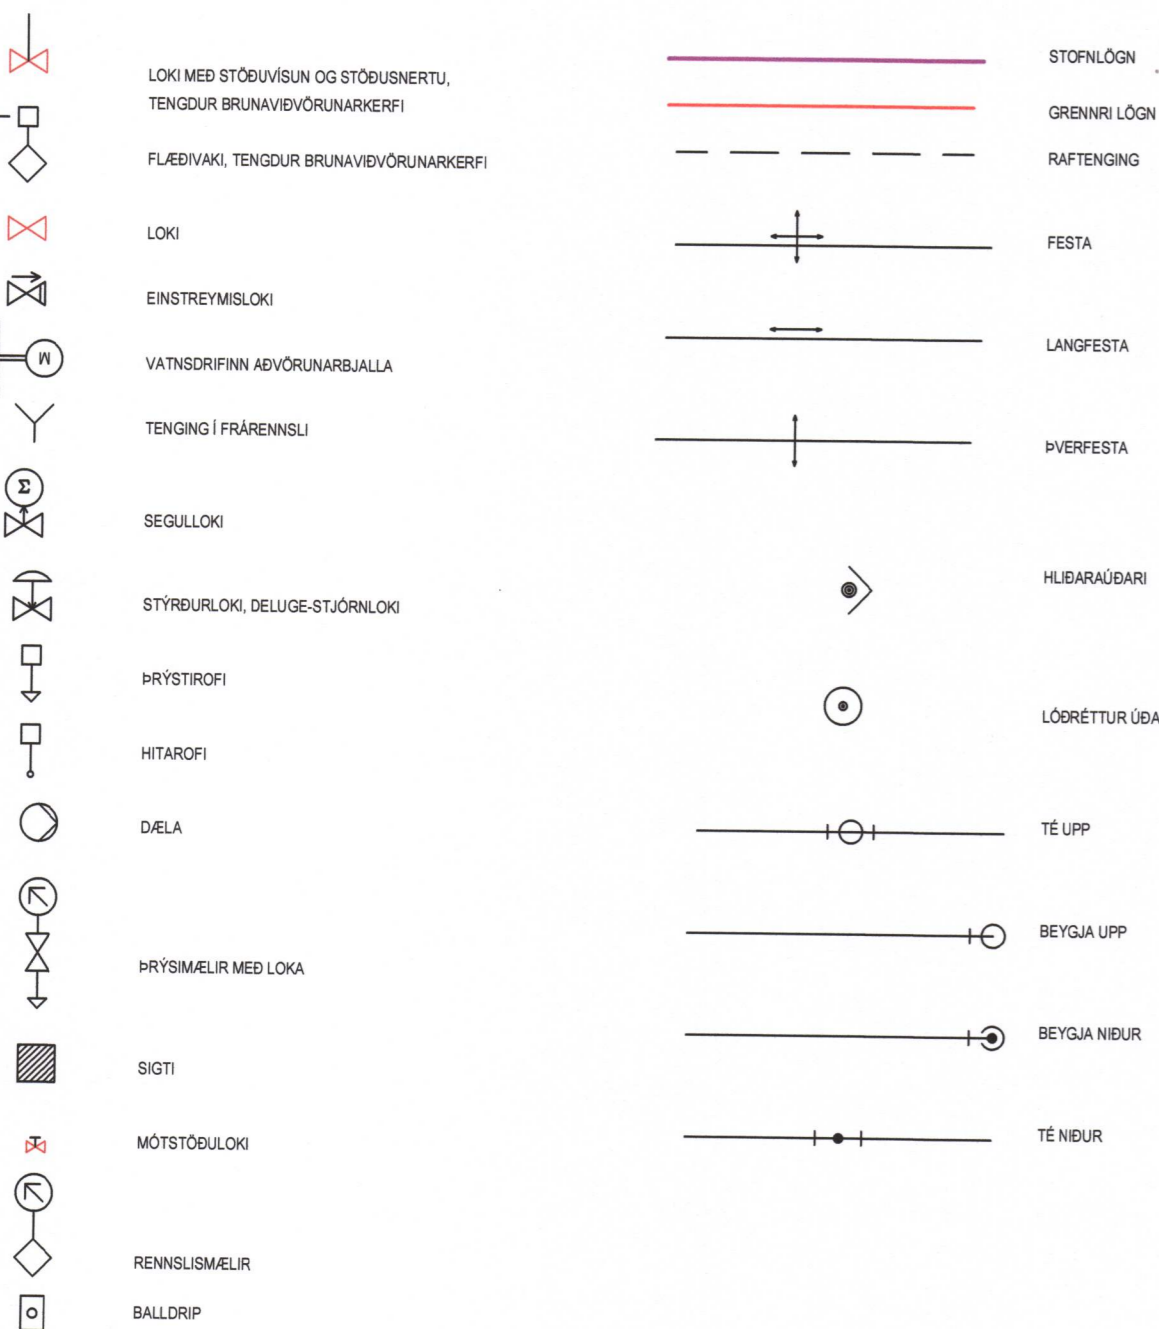 LOKI MEÐ STÖÐUVÍSUN OG STÖÐUSNERTU,
TENGDUR BRUNAVIÐVÖRUNARKERFI
FLÆÐIVAKI, TENGDUR BRUNAVIÐVÖRUNARKERFI
LOKI
EINSTREYMISLOKI
M
VATNSDRIFINN AÐVÖRUNARBJALLA
TENGING Í FRÁRENNSLI
Σ
SEGULLOKI
STÝRÐURLOKI, DELUGE-STJÓRNLOKI
ÞRÝSTIROFI
HITAROFI
DÆLA
ÞRÝSIMÆLIR MEÐ LOKA
SIGTI
MÓTSTÖÐULOKI
RENNSLISMÆLIR
BALLDRIP
STOFNLÖGN
GRENNRI LÖGN
RAFTENGING
FESTA
LANGFESTA
ÞVERFESTA
HLIÐARAÚÐARI
LÓÐRÉTTUR ÚÐA
TÉ UPP
BEYGJA UPP
BEYGJA NIÐUR
TÉ NIÐUR